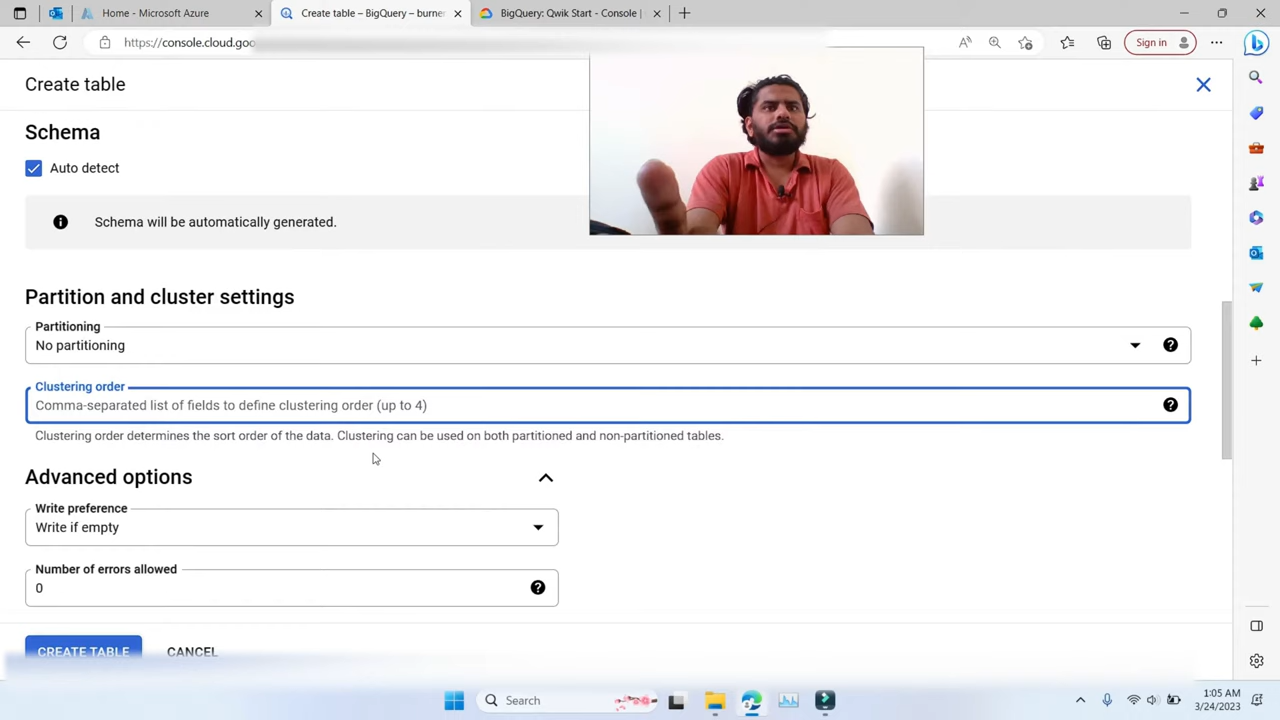 Home - Microsoft Azure
Create table – BigQuery – burner
BigQuery: Qwik Start - Console |
https://console.cloud.goo
Sign in
Create table
Schema
Auto detect
Schema will be automatically generated.
Partition and cluster settings
Partitioning
No partitioning
Clustering order
Comma-separated list of fields to define clustering order (up to 4)
Clustering order determines the sort order of the data. Clustering can be used on both partitioned and non-partitioned tables.
Advanced options
Write preference
Write if empty
Number of errors allowed
0
CREATE TABLE
CANCEL
Search
1:05 AM
3/24/2023